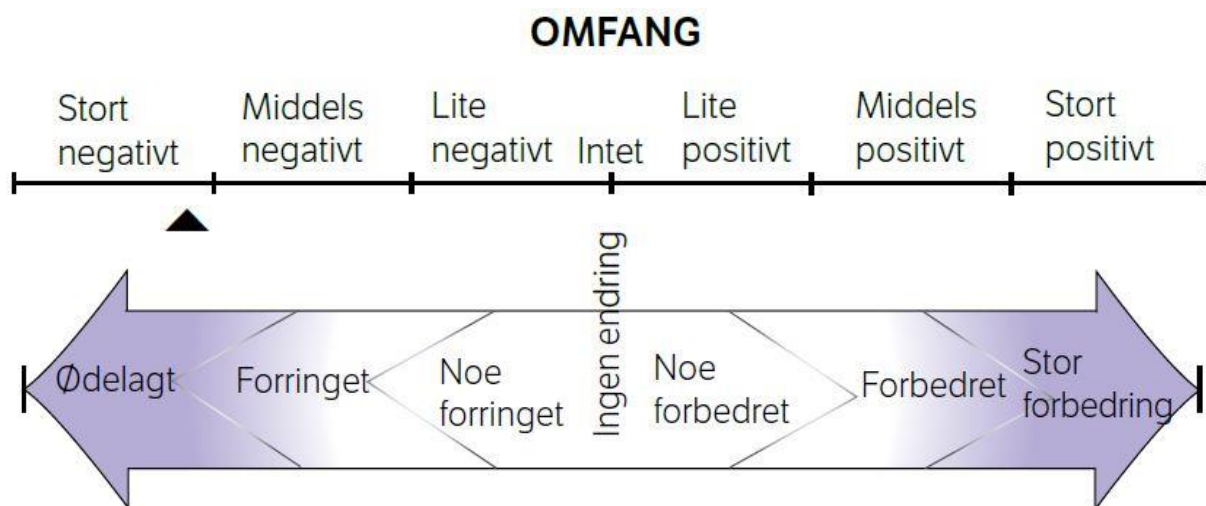 OMFANG
Stort
negativt
Middels
negativt
Lite
negativt
Intet
Lite
positivt
Middels
positivt
Stort
positivt
Ødelagt
Forringet
Noe
forringet
Ingen endring
Noe
forbedret
Forbedret
Stor
forbedring